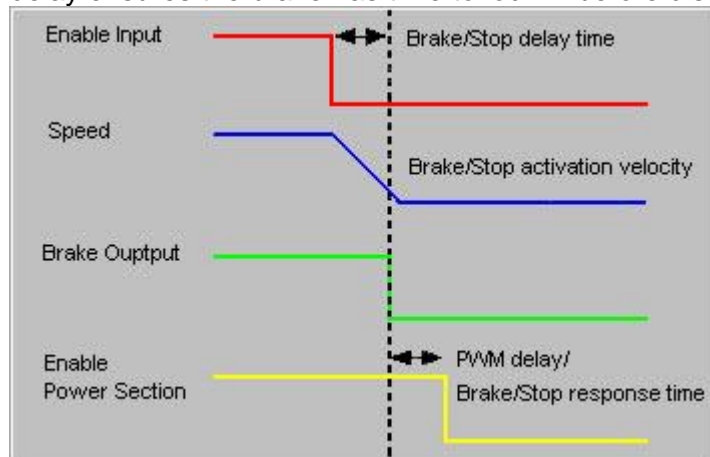 Enable Input
Brake/Stop delay time
Speed
Brake/Stop activation velocity
Brake Ouptput
Enable
Power Section
PWM delay/
Brake/Stop response time